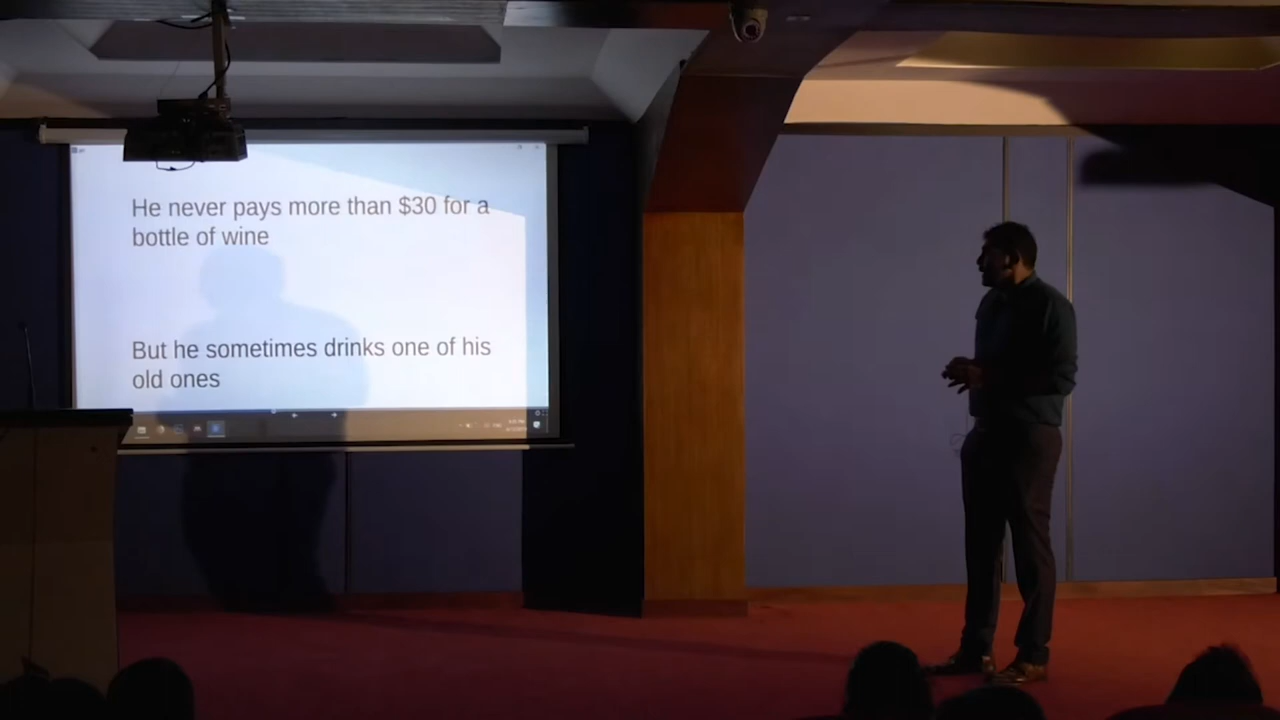 He never pays more than $30 for a
bottle of wine
But he sometimes drinks one of his
old ones